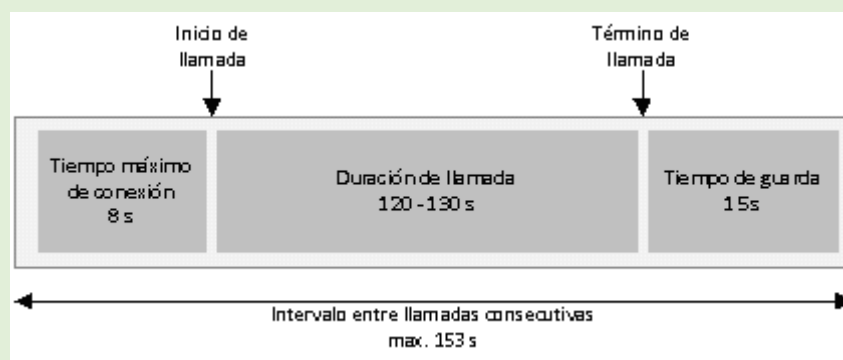 Inicio de
llamada
Término de
llamada
Tiempo máximo
de conexión
8 s
Duración de llamada
120 -130 s
Tiempo de guarda
15s
Intervalo entre llamadas consecutivas
max. 153 s